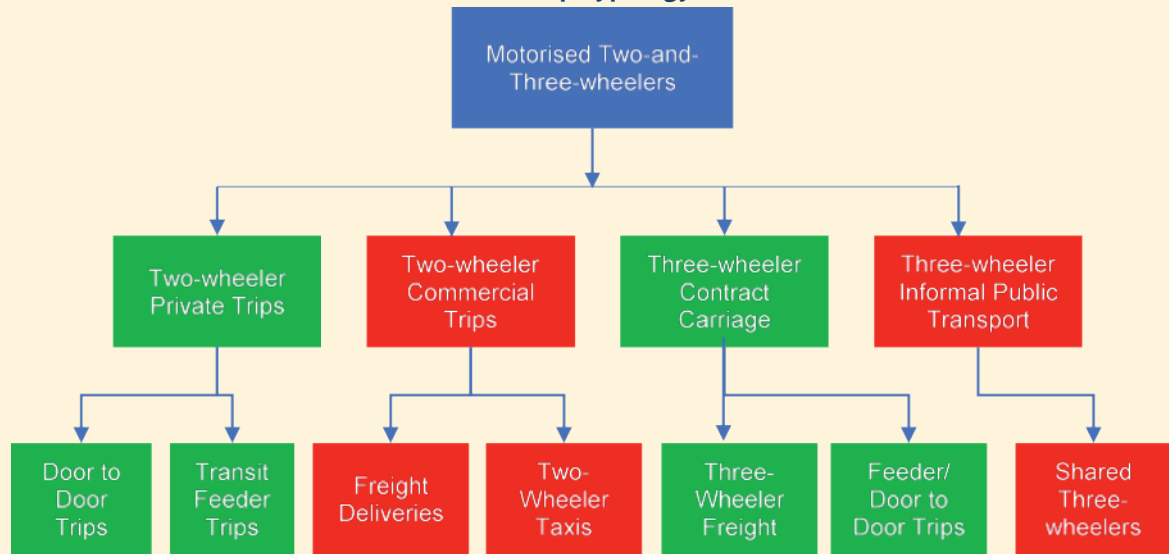 Motorised Two-and-
Three-wheelers
Two-wheeler
Private Trips
Two-wheeler
Commercial
Trips
Three-wheeler
Contract
Carriage
Three-wheeler
Informal Public
Transport
Door to
Door
Trips
Transit
Feeder
Trips
Freight
Deliveries
Two-
Wheeler
Taxis
Three-
Wheeler
Freight
Feeder/
Door to
Door Trips
Shared
Three-
wheelers